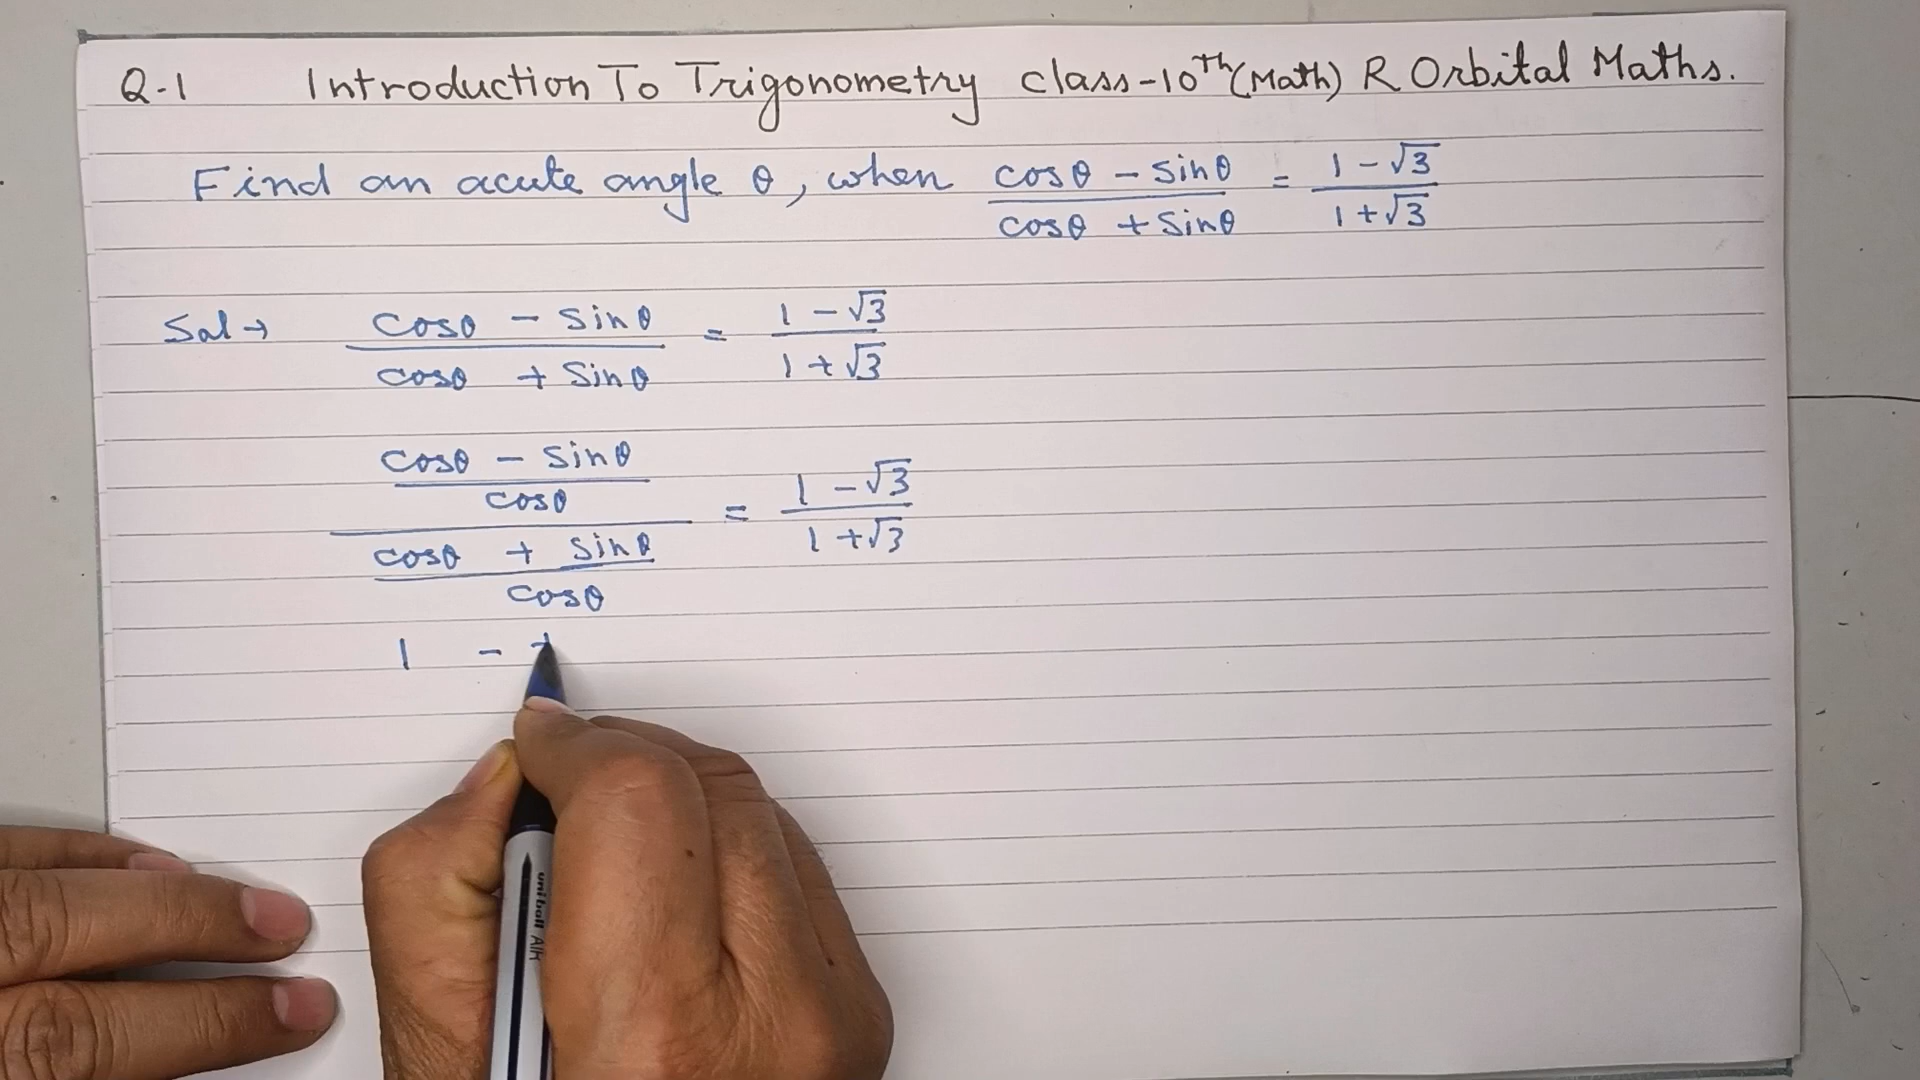 Q.1 Introduction To Trigonometry class-10th (Math) R Orbital Maths.
Find an acute angle θ, when (cosθ - sinθ)/(cosθ + sinθ) = (1 - √3)/(1 + √3)
Sol → (cosθ - sinθ)/(cosθ + sinθ) = (1 - √3)/(1 + √3)
((cosθ - sinθ)/cosθ)/((cosθ + sinθ)/cosθ) = (1 - √3)/(1 + √3)
1 -
uniball AIR